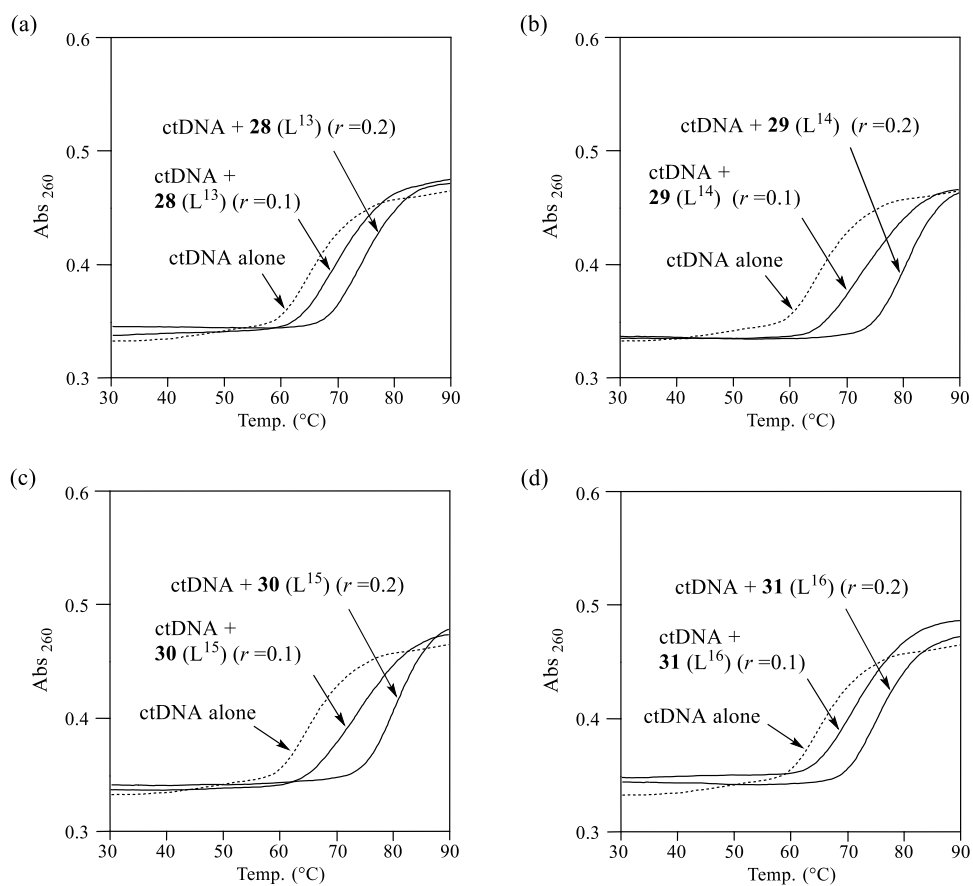 (a)
0.6
0.5
0.4
0.3
Abs 260
ctDNA + 28 (L13) (r =0.2)
ctDNA +
28 (L13) (r =0.1)
ctDNA alone
30 40 50 60 70 80 90
Temp. (°C)
(b)
0.6
0.5
0.4
0.3
Abs 260
ctDNA + 29 (L14) (r =0.2)
ctDNA +
29 (L14) (r =0.1)
ctDNA alone
30 40 50 60 70 80 90
Temp. (°C)
(c)
0.6
0.5
0.4
0.3
Abs 260
ctDNA + 30 (L15) (r =0.2)
ctDNA +
30 (L15) (r =0.1)
ctDNA alone
30 40 50 60 70 80 90
Temp. (°C)
(d)
0.6
0.5
0.4
0.3
Abs 260
ctDNA + 31 (L16) (r =0.2)
ctDNA +
31 (L16) (r =0.1)
ctDNA alone
30 40 50 60 70 80 90
Temp. (°C)